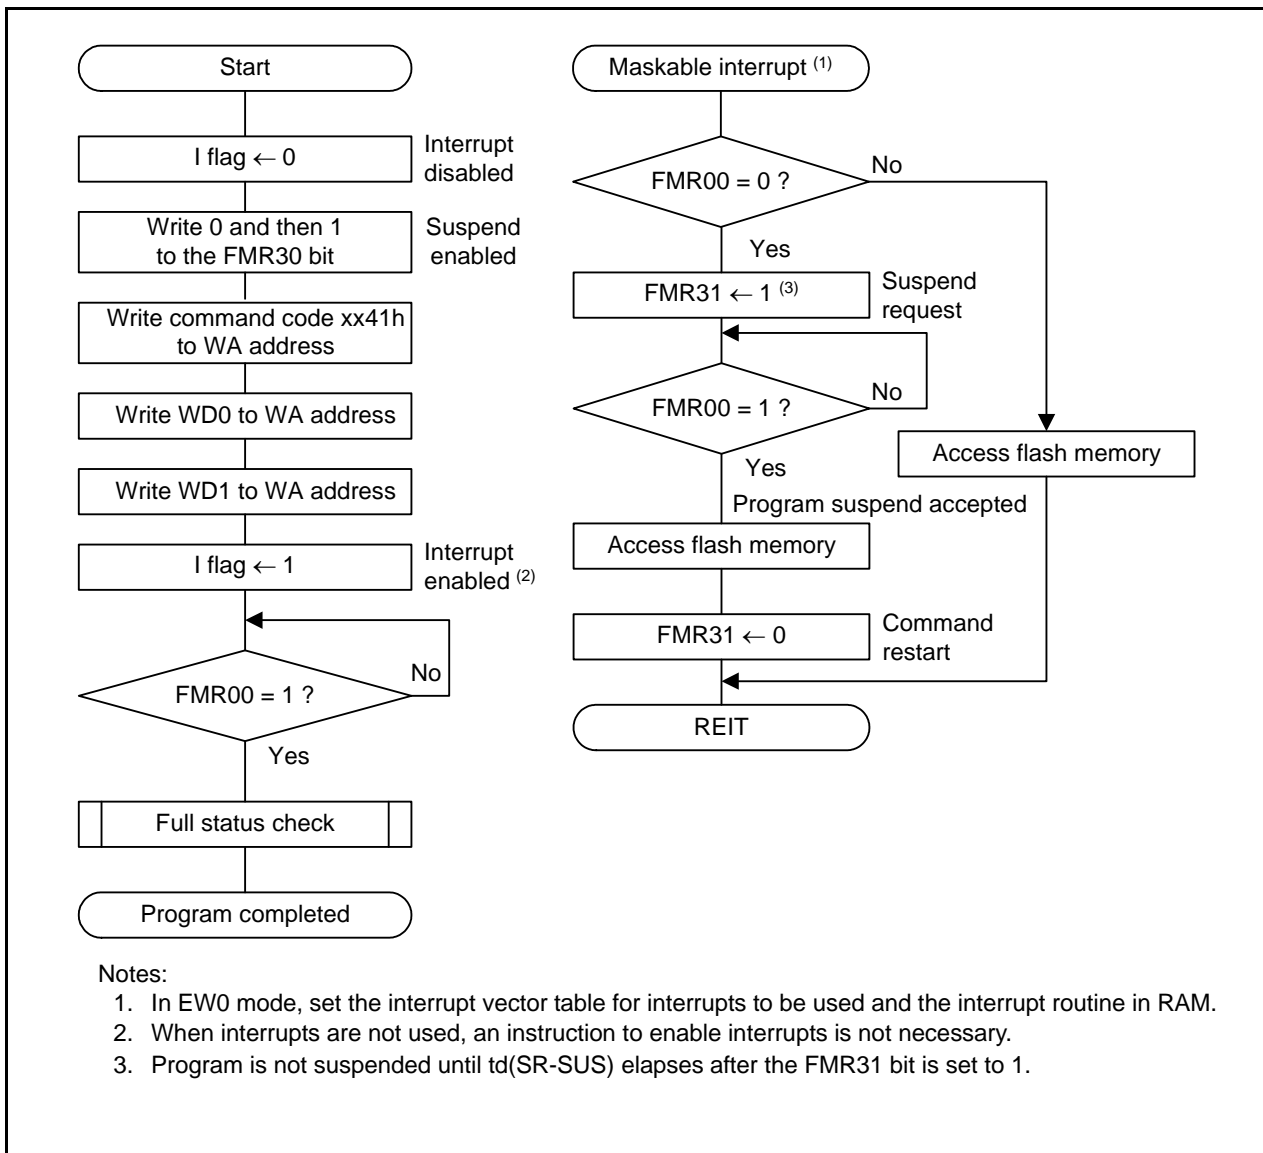 Start
I flag ← 0
Interrupt
disabled
Write 0 and then 1
to the FMR30 bit
Suspend
enabled
Write command code xx41h
to WA address
Write WD0 to WA address
Write WD1 to WA address
I flag ← 1
Interrupt
enabled (2)
FMR00 = 1 ?
No
Yes
Full status check
Program completed
Maskable interrupt (1)
FMR00 = 0 ?
No
Yes
FMR31 ← 1 (3)
Suspend
request
FMR00 = 1 ?
No
Yes
Program suspend accepted
Access flash memory
Access flash memory
FMR31 ← 0
Command
restart
REIT
Notes:
1. In EW0 mode, set the interrupt vector table for interrupts to be used and the interrupt routine in RAM.
2. When interrupts are not used, an instruction to enable interrupts is not necessary.
3. Program is not suspended until td(SR-SUS) elapses after the FMR31 bit is set to 1.